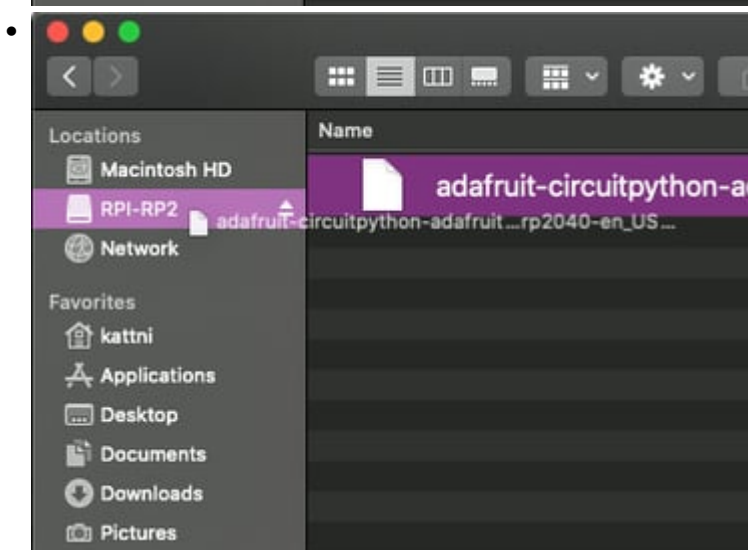 Locations
Name
Macintosh HD
adafruit-circuitpython-a
RPI-RP2
adafruit-circuitpython-adafruit...rp2040-en_US...
Network
Favorites
kattni
Applications
Desktop
Documents
Downloads
Pictures